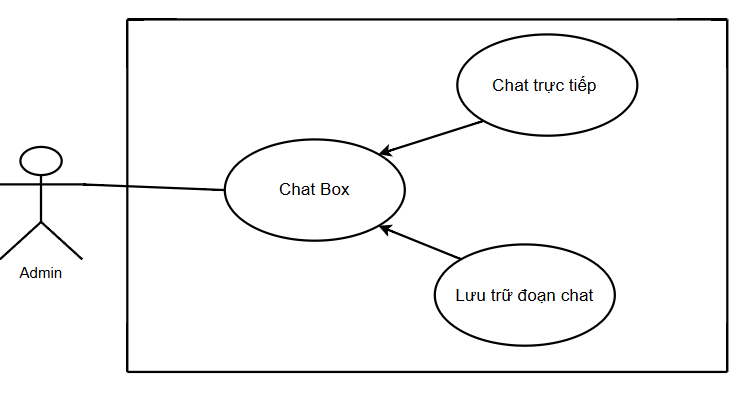 Chat trực tiếp
Chat Box
Admin
Lưu trữ đoạn chat